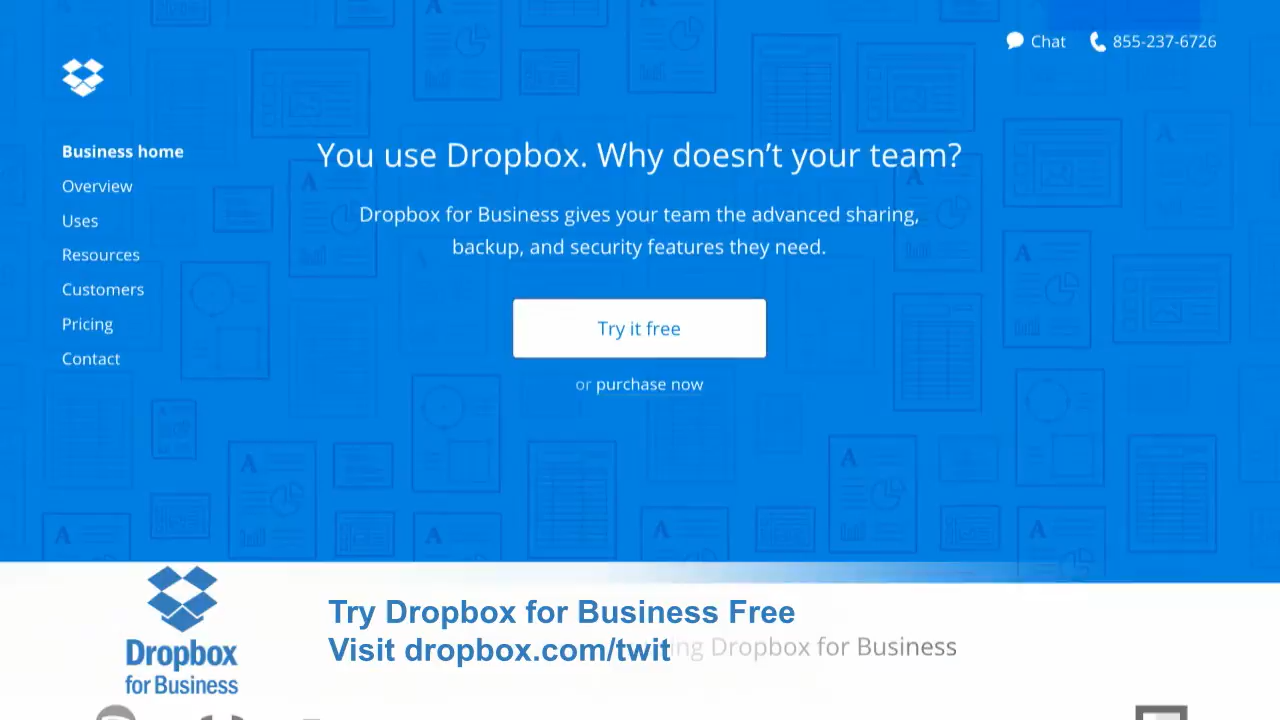 Chat 855-237-6726
Business home
Overview
Uses
Resources
Customers
Pricing
Contact
You use Dropbox. Why doesn't your team?
Dropbox for Business gives your team the advanced sharing,
backup, and security features they need.
Try it free
or purchase now
Dropbox
for Business
Try Dropbox for Business Free
Visit dropbox.com/twit
ing Dropbox for Business